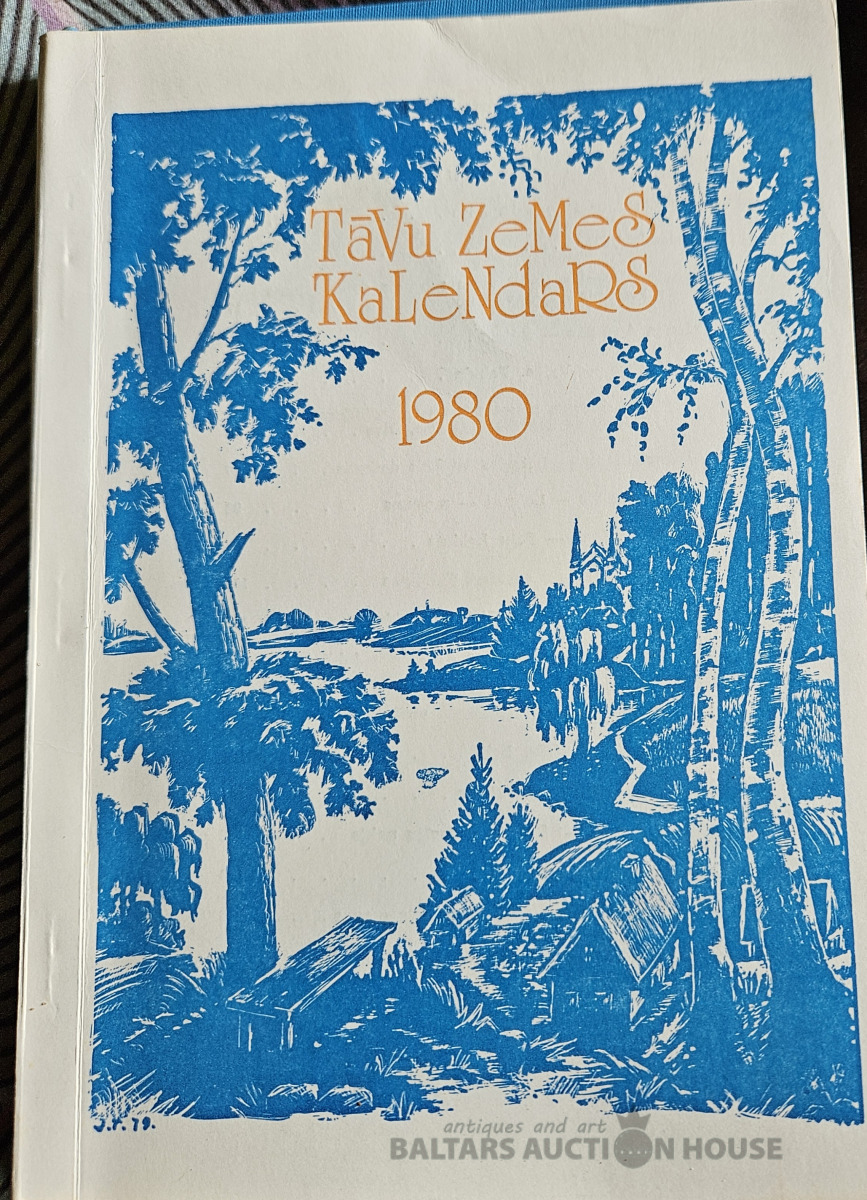 TāVu ZeMeS
KaLeNdaRS
1980
J.T. 79.
antiques and art
BALTARS AUCTION HOUSE